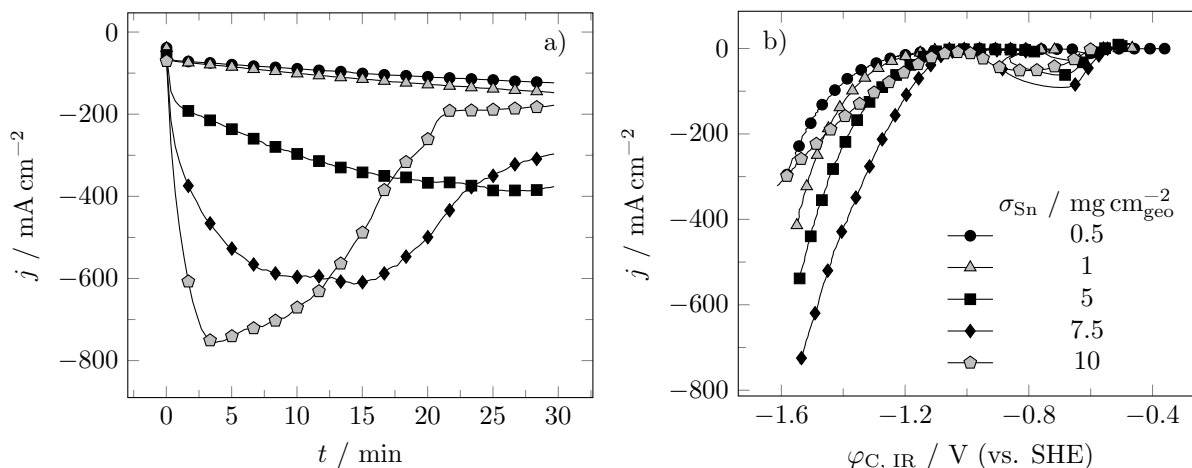 a)
0
−200
−400
−600
−800
j / mA cm⁻²
0 5 10 15 20 25 30
t / min
b)
0
−200
−400
−600
−800
j / mA cm⁻²
−1.6 −1.2 −0.8 −0.4
φC, IR / V (vs. SHE)
σSn / mg cm⁻²geo
0.5
1
5
7.5
10